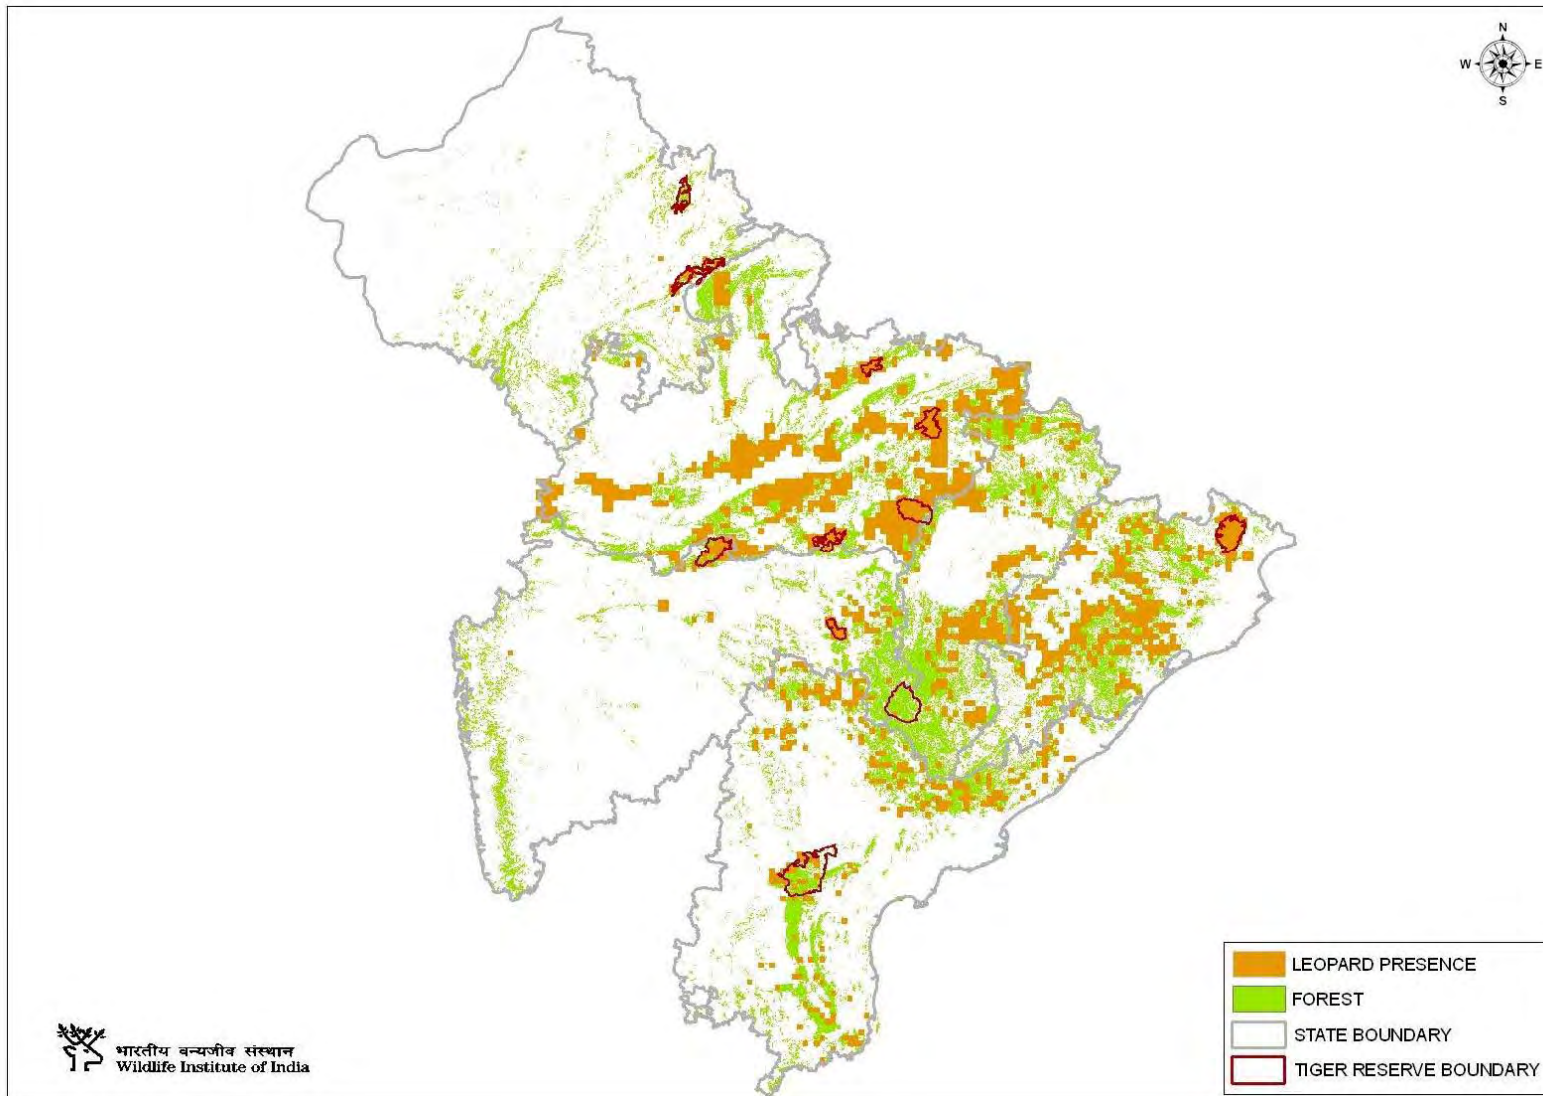 N
W E
S
LEOPARD PRESENCE
FOREST
STATE BOUNDARY
TIGER RESERVE BOUNDARY
भारतीय वन्यजीव संस्थान
Wildlife Institute of India